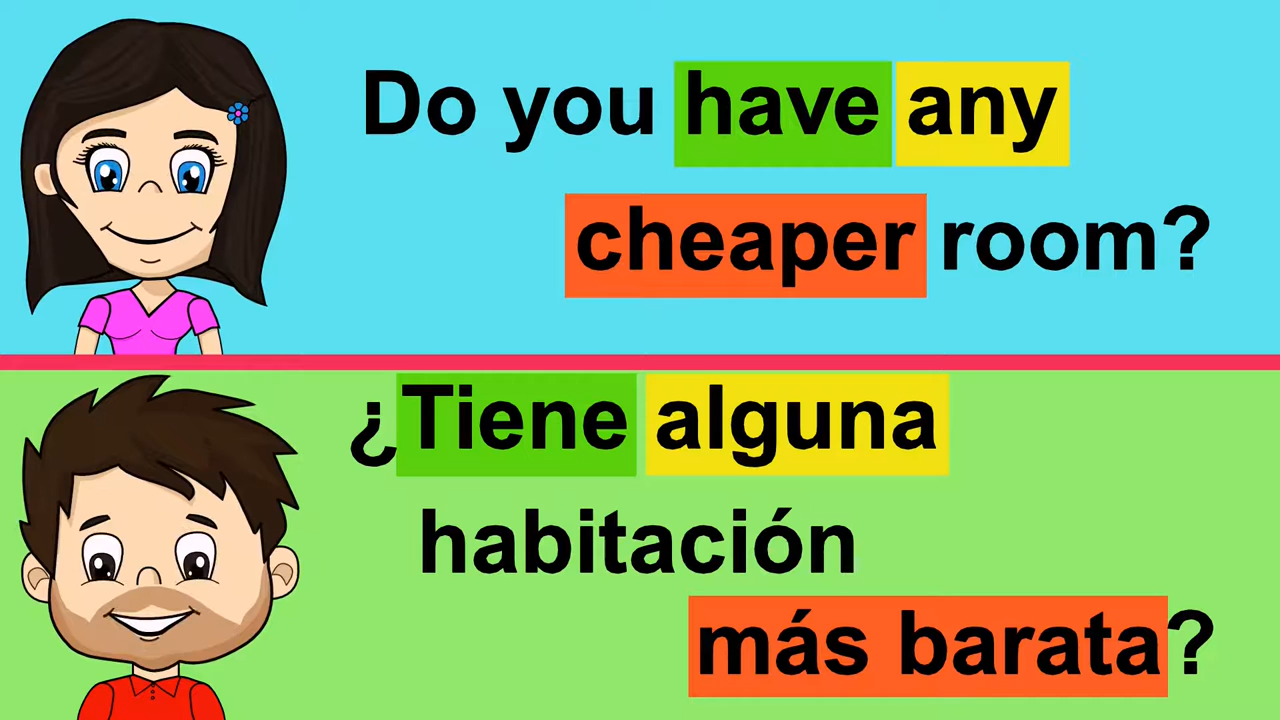 Do you have any
cheaper room?
¿Tiene alguna
habitación
más barata?